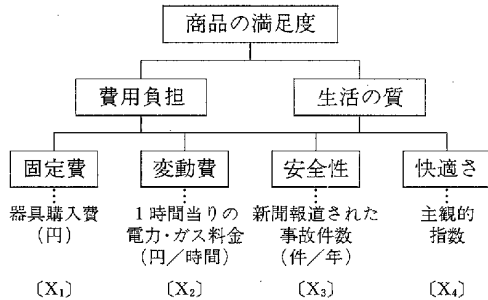 商品の満足度
費用負担
生活の質
固定費
変動費
安全性
快適さ
器具購入費
(円)
1時間当りの
電力・ガス料金
(円/時間)
新聞報道された
事故件数
(件/年)
主観的
指数
〔X₁〕
〔X₂〕
〔X₃〕
〔X₄〕